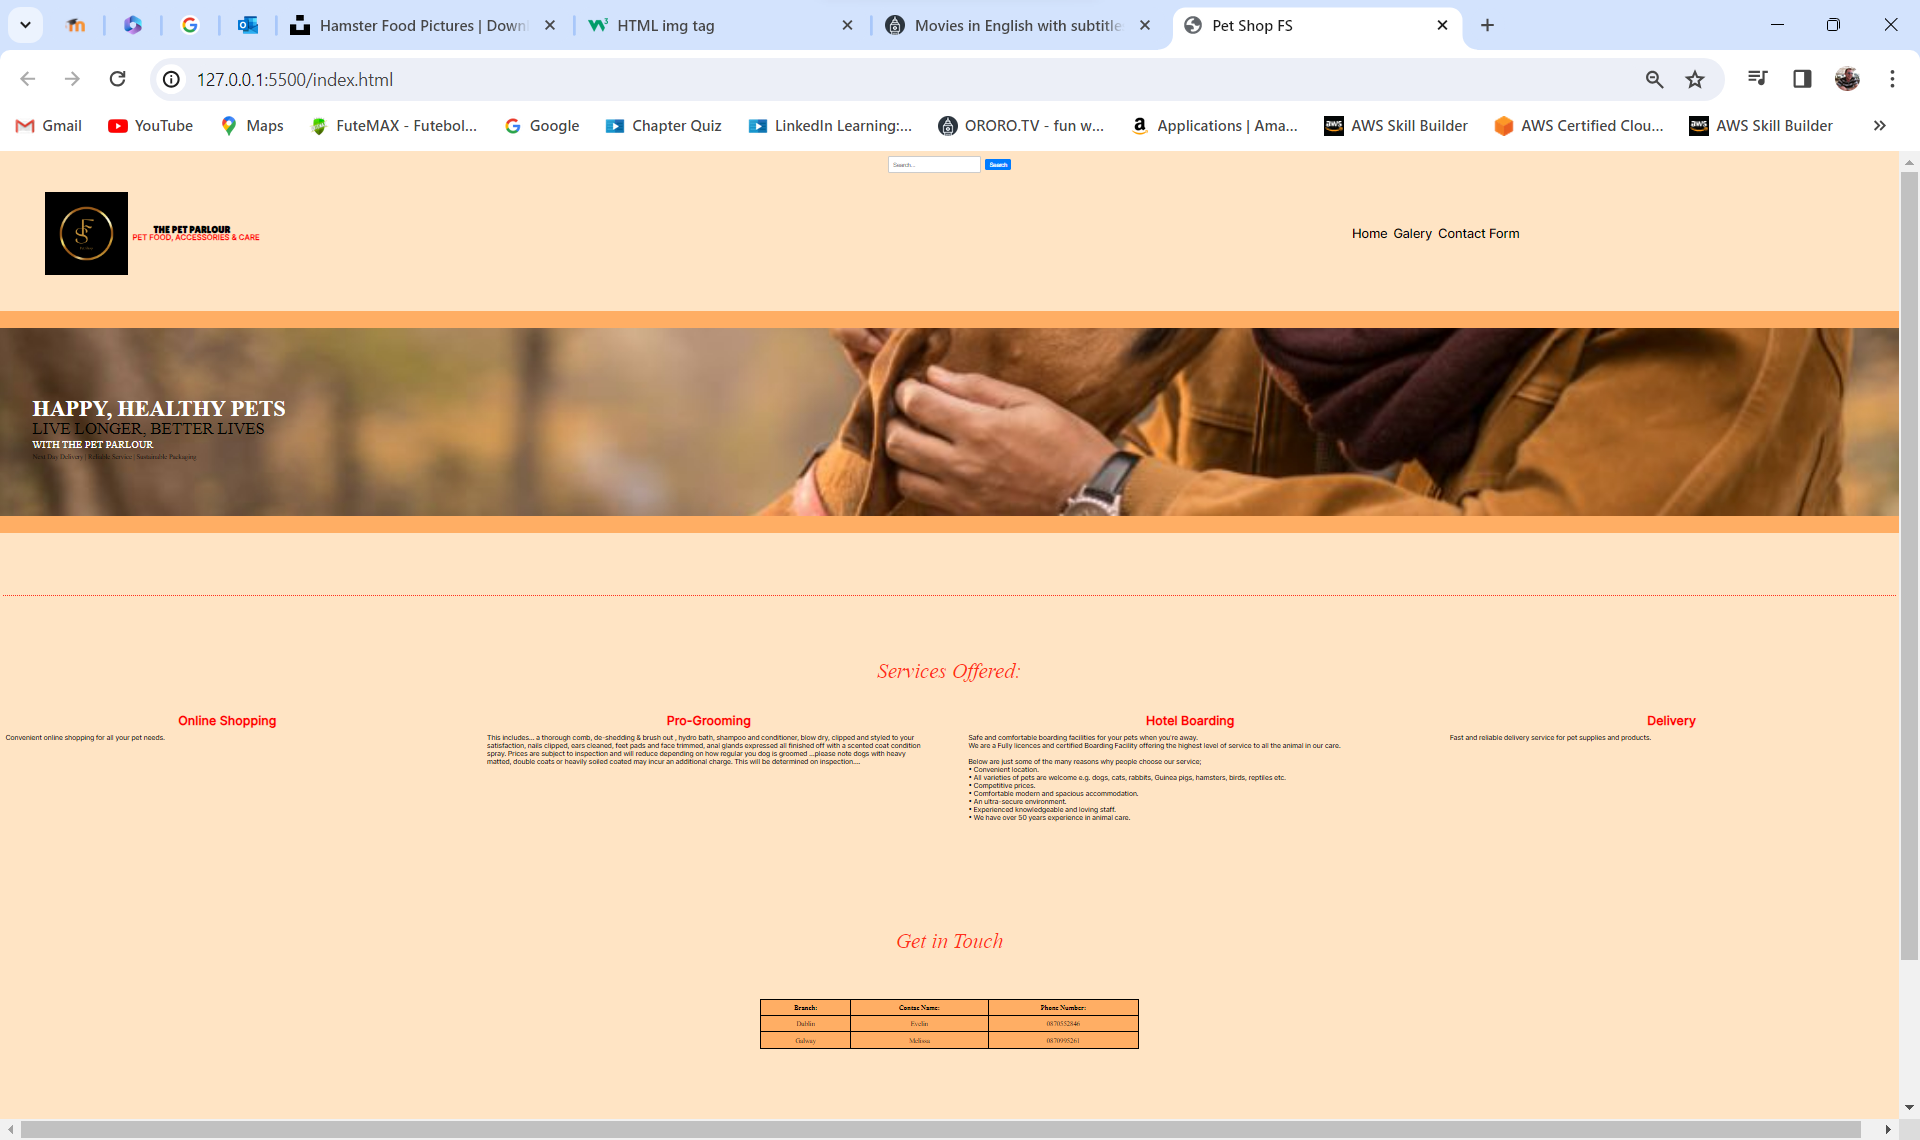 Hamster Food Pictures | Down
HTML img tag
Movies in English with subtitle
Pet Shop FS
127.0.0.1:5500/index.html
Gmail
YouTube
Maps
FuteMAX - Futebol...
Google
Chapter Quiz
LinkedIn Learning:...
ORORO.TV - fun w...
Applications | Ama...
AWS Skill Builder
AWS Certified Clou...
AWS Skill Builder
Search...
Search
THE PET PARLOUR
PET FOOD, ACCESSORIES & CARE
Home Galery Contact Form
HAPPY, HEALTHY PETS
LIVE LONGER, BETTER LIVES
WITH THE PET PARLOUR
Next Day Delivery | Reliable Service | Sustainable Packaging
Services Offered:
Online Shopping
Convenient online shopping for all your pet needs.
Pro-Grooming
This includes... a thorough comb, de-shedding & brush out , hydro bath, shampoo and conditioner, blow dry, clipped and styled to your
satisfaction, nails clipped, ears cleaned, feet pads and face trimmed, anal glands expressed all finished off with a scented coat condition
spray. Prices are subject to inspection and will reduce depending on how regular you dog is groomed ...please note dogs with heavy
matted, double coats or heavily soiled coated may incur an additional charge. This will be determined on inspection....
Hotel Boarding
Safe and comfortable boarding facilities for your pets when you're away.
We are a Fully licences and certified Boarding Facility offering the highest level of service to all the animal in our care.
Below are just some of the many reasons why people choose our service;
• Convenient location.
• All varieties of pets are welcome e.g. dogs, cats, rabbits, Guinea pigs, hamsters, birds, reptiles etc.
• Competitive prices.
• Comfortable modern and spacious accommodation.
• An ultra-secure environment.
• Experienced knowledgeable and loving staff.
• We have over 50 years experience in animal care.
Delivery
Fast and reliable delivery service for pet supplies and products.
Get in Touch
Branch: Contac Name: Phone Number:
Dublin Evelin 0870552846
Galway Melissa 0870995261